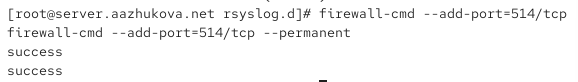 [root@server.aazhukova.net rsyslog.d]# firewall-cmd --add-port=514/tcp
firewall-cmd --add-port=514/tcp --permanent
success
success